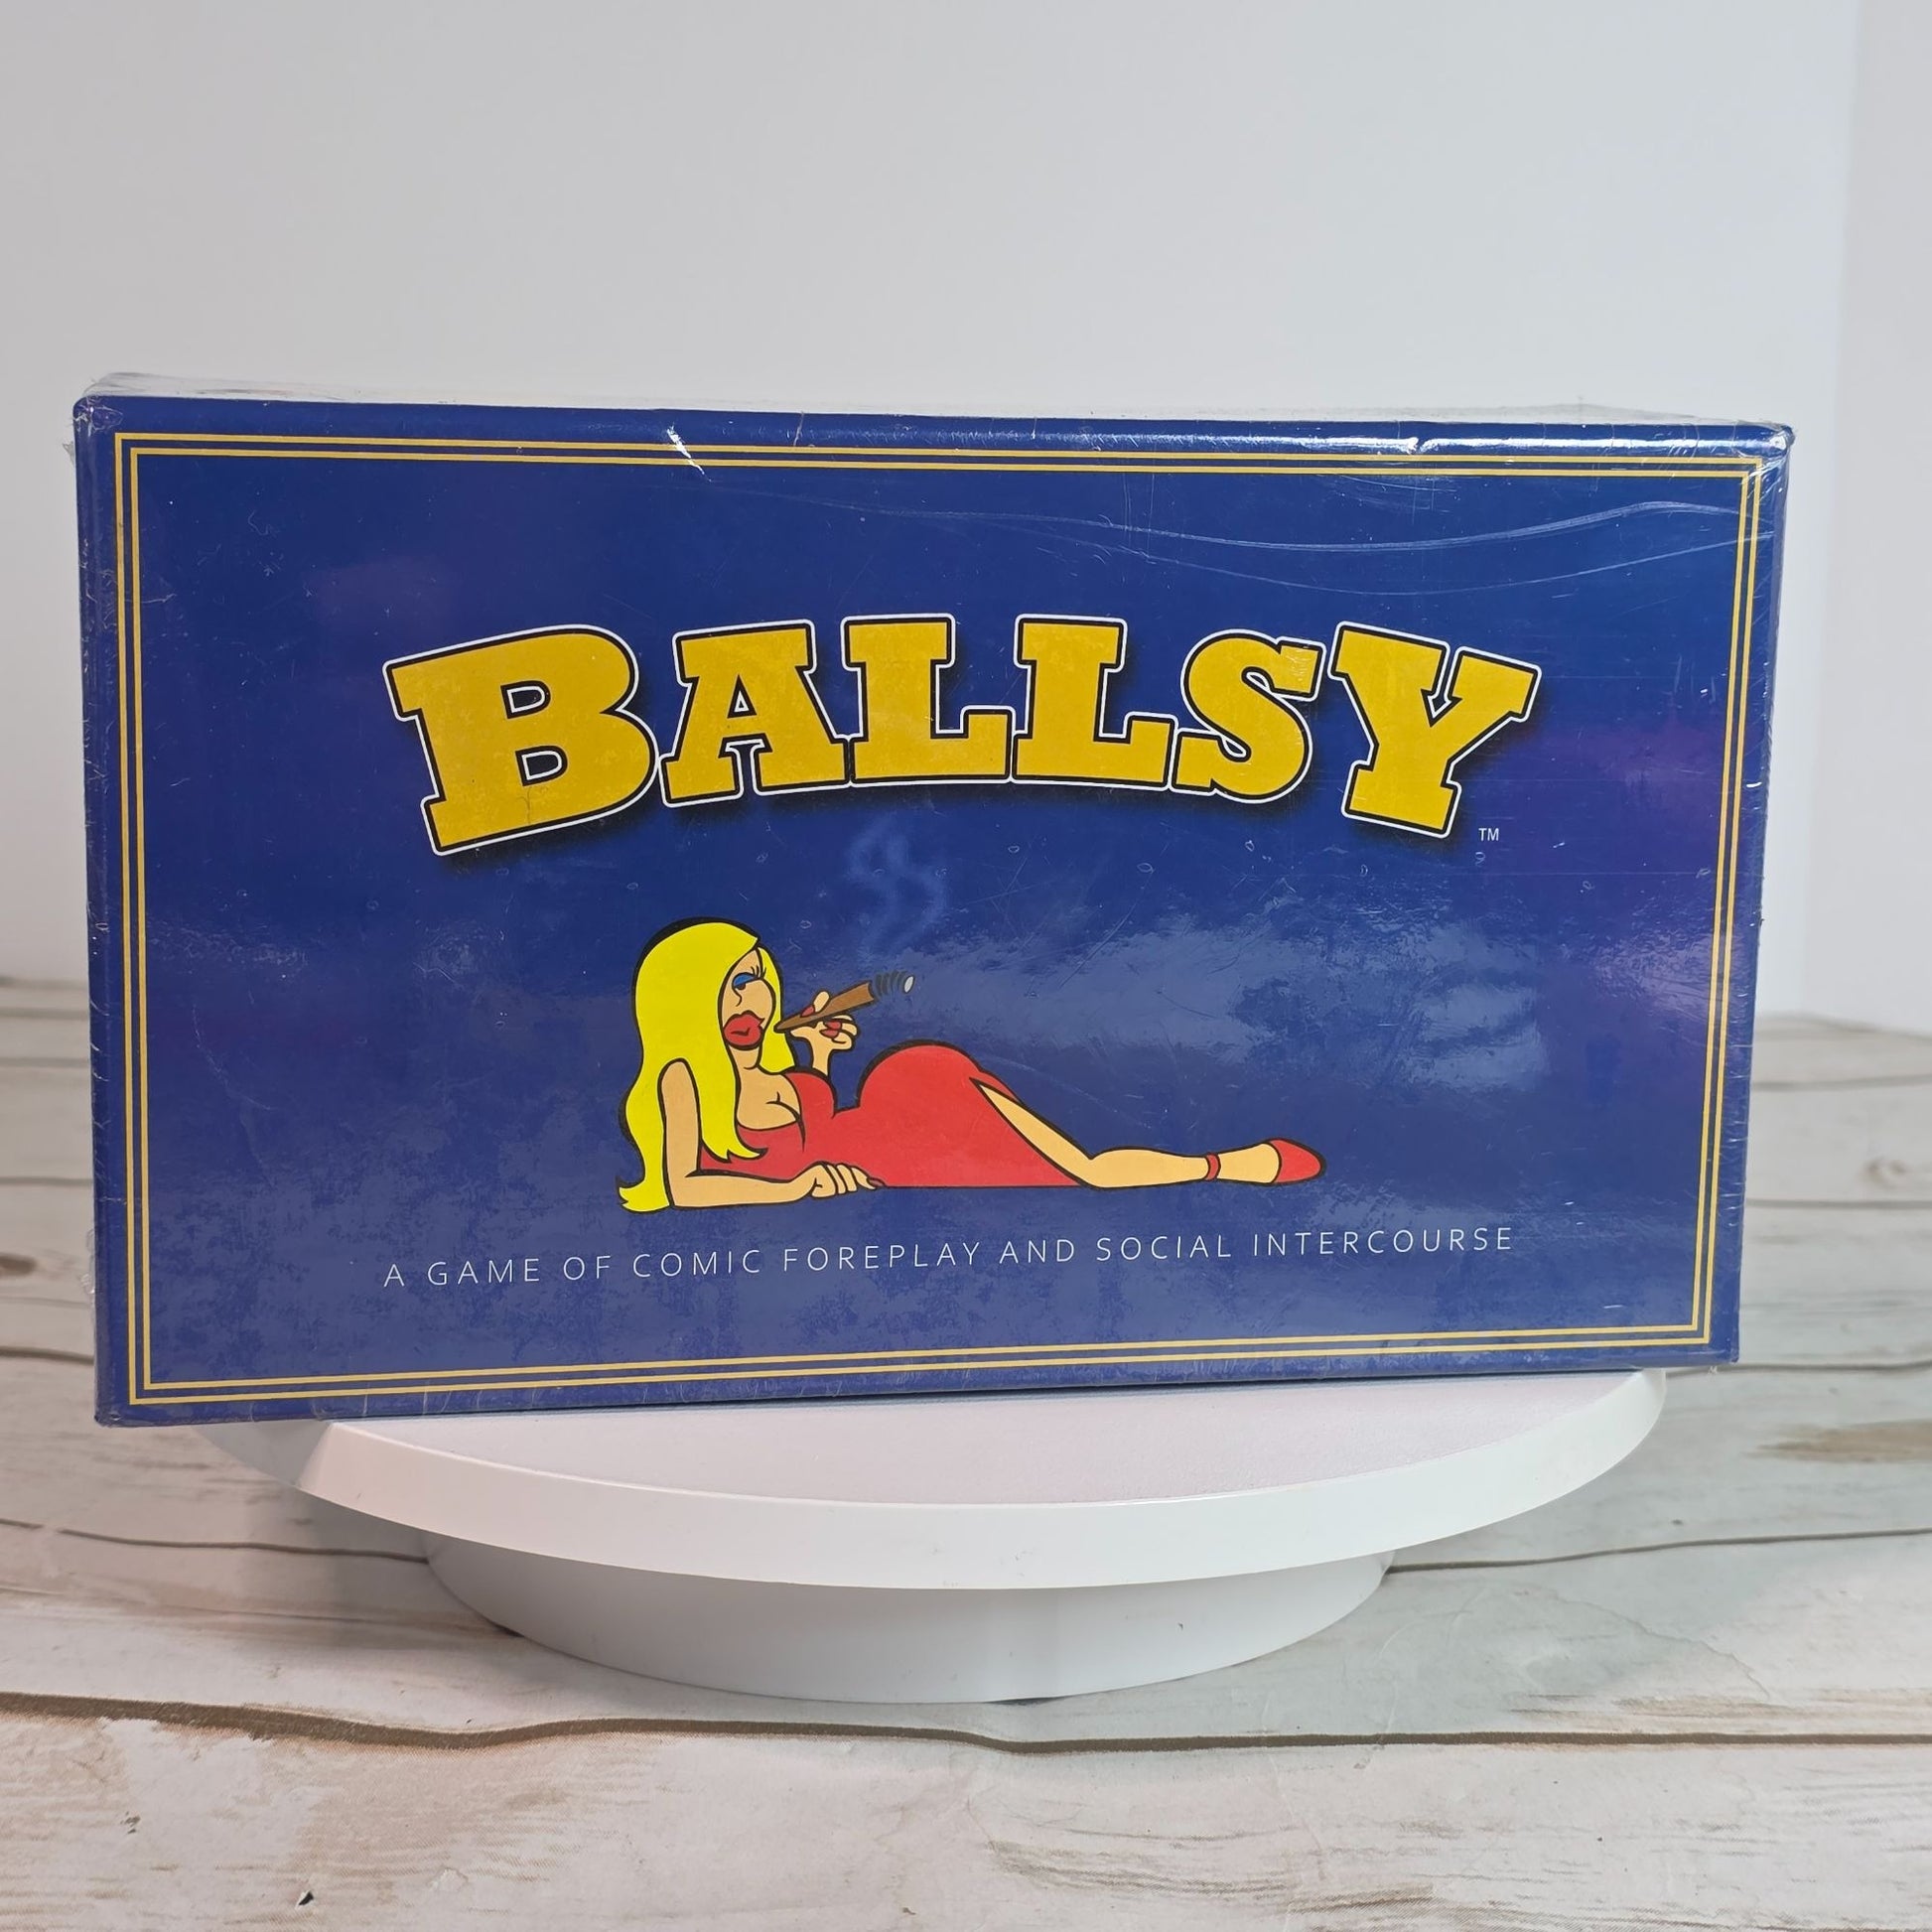 BALLSY
TM
A GAME OF COMIC FOREPLAY AND SOCIAL INTERCOURSE